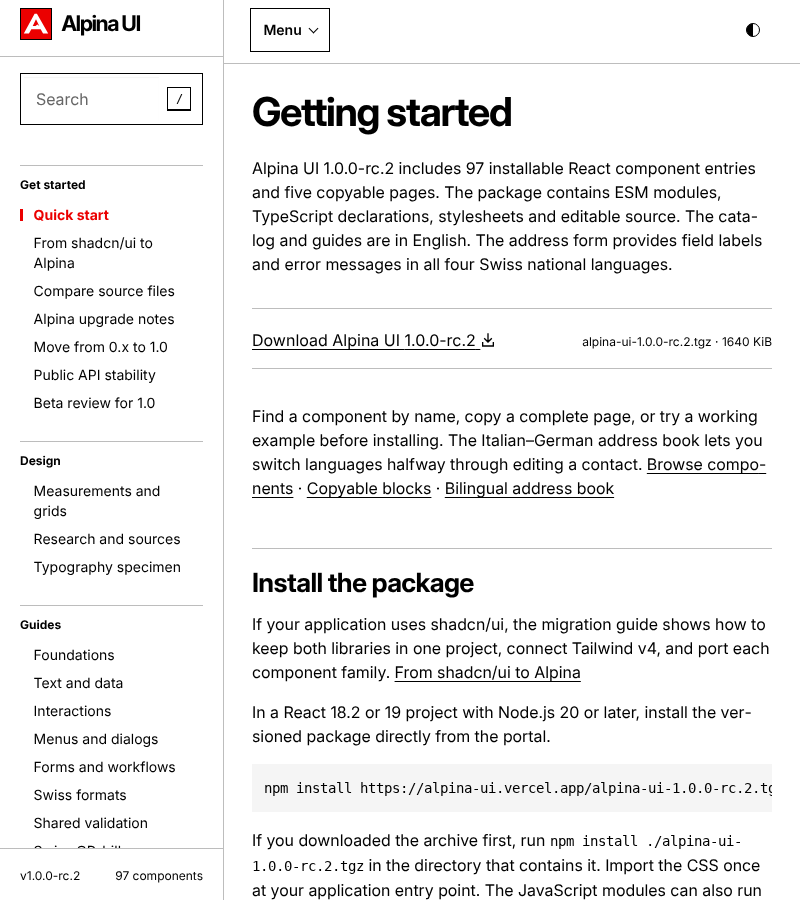 Alpina UI
Search
/
Get started
Quick start
From shadcn/ui to
Alpina
Compare source files
Alpina upgrade notes
Move from 0.x to 1.0
Public API stability
Beta review for 1.0
Design
Measurements and
grids
Research and sources
Typography specimen
Guides
Foundations
Text and data
Interactions
Menus and dialogs
Forms and workflows
Swiss formats
Shared validation
v1.0.0-rc.2
97 components
Menu
Getting started
Alpina UI 1.0.0-rc.2 includes 97 installable React component entries
and five copyable pages. The package contains ESM modules,
TypeScript declarations, stylesheets and editable source. The cata-
log and guides are in English. The address form provides field labels
and error messages in all four Swiss national languages.
Download Alpina UI 1.0.0-rc.2
alpina-ui-1.0.0-rc.2.tgz · 1640 KiB
Find a component by name, copy a complete page, or try a working
example before installing. The Italian–German address book lets you
switch languages halfway through editing a contact. Browse compo-
nents · Copyable blocks · Bilingual address book
Install the package
If your application uses shadcn/ui, the migration guide shows how to
keep both libraries in one project, connect Tailwind v4, and port each
component family. From shadcn/ui to Alpina
In a React 18.2 or 19 project with Node.js 20 or later, install the ver-
sioned package directly from the portal.
npm install https://alpina-ui.vercel.app/alpina-ui-1.0.0-rc.2.tg
If you downloaded the archive first, run npm install ./alpina-ui-
1.0.0-rc.2.tgz in the directory that contains it. Import the CSS once
at your application entry point. The JavaScript modules can also run